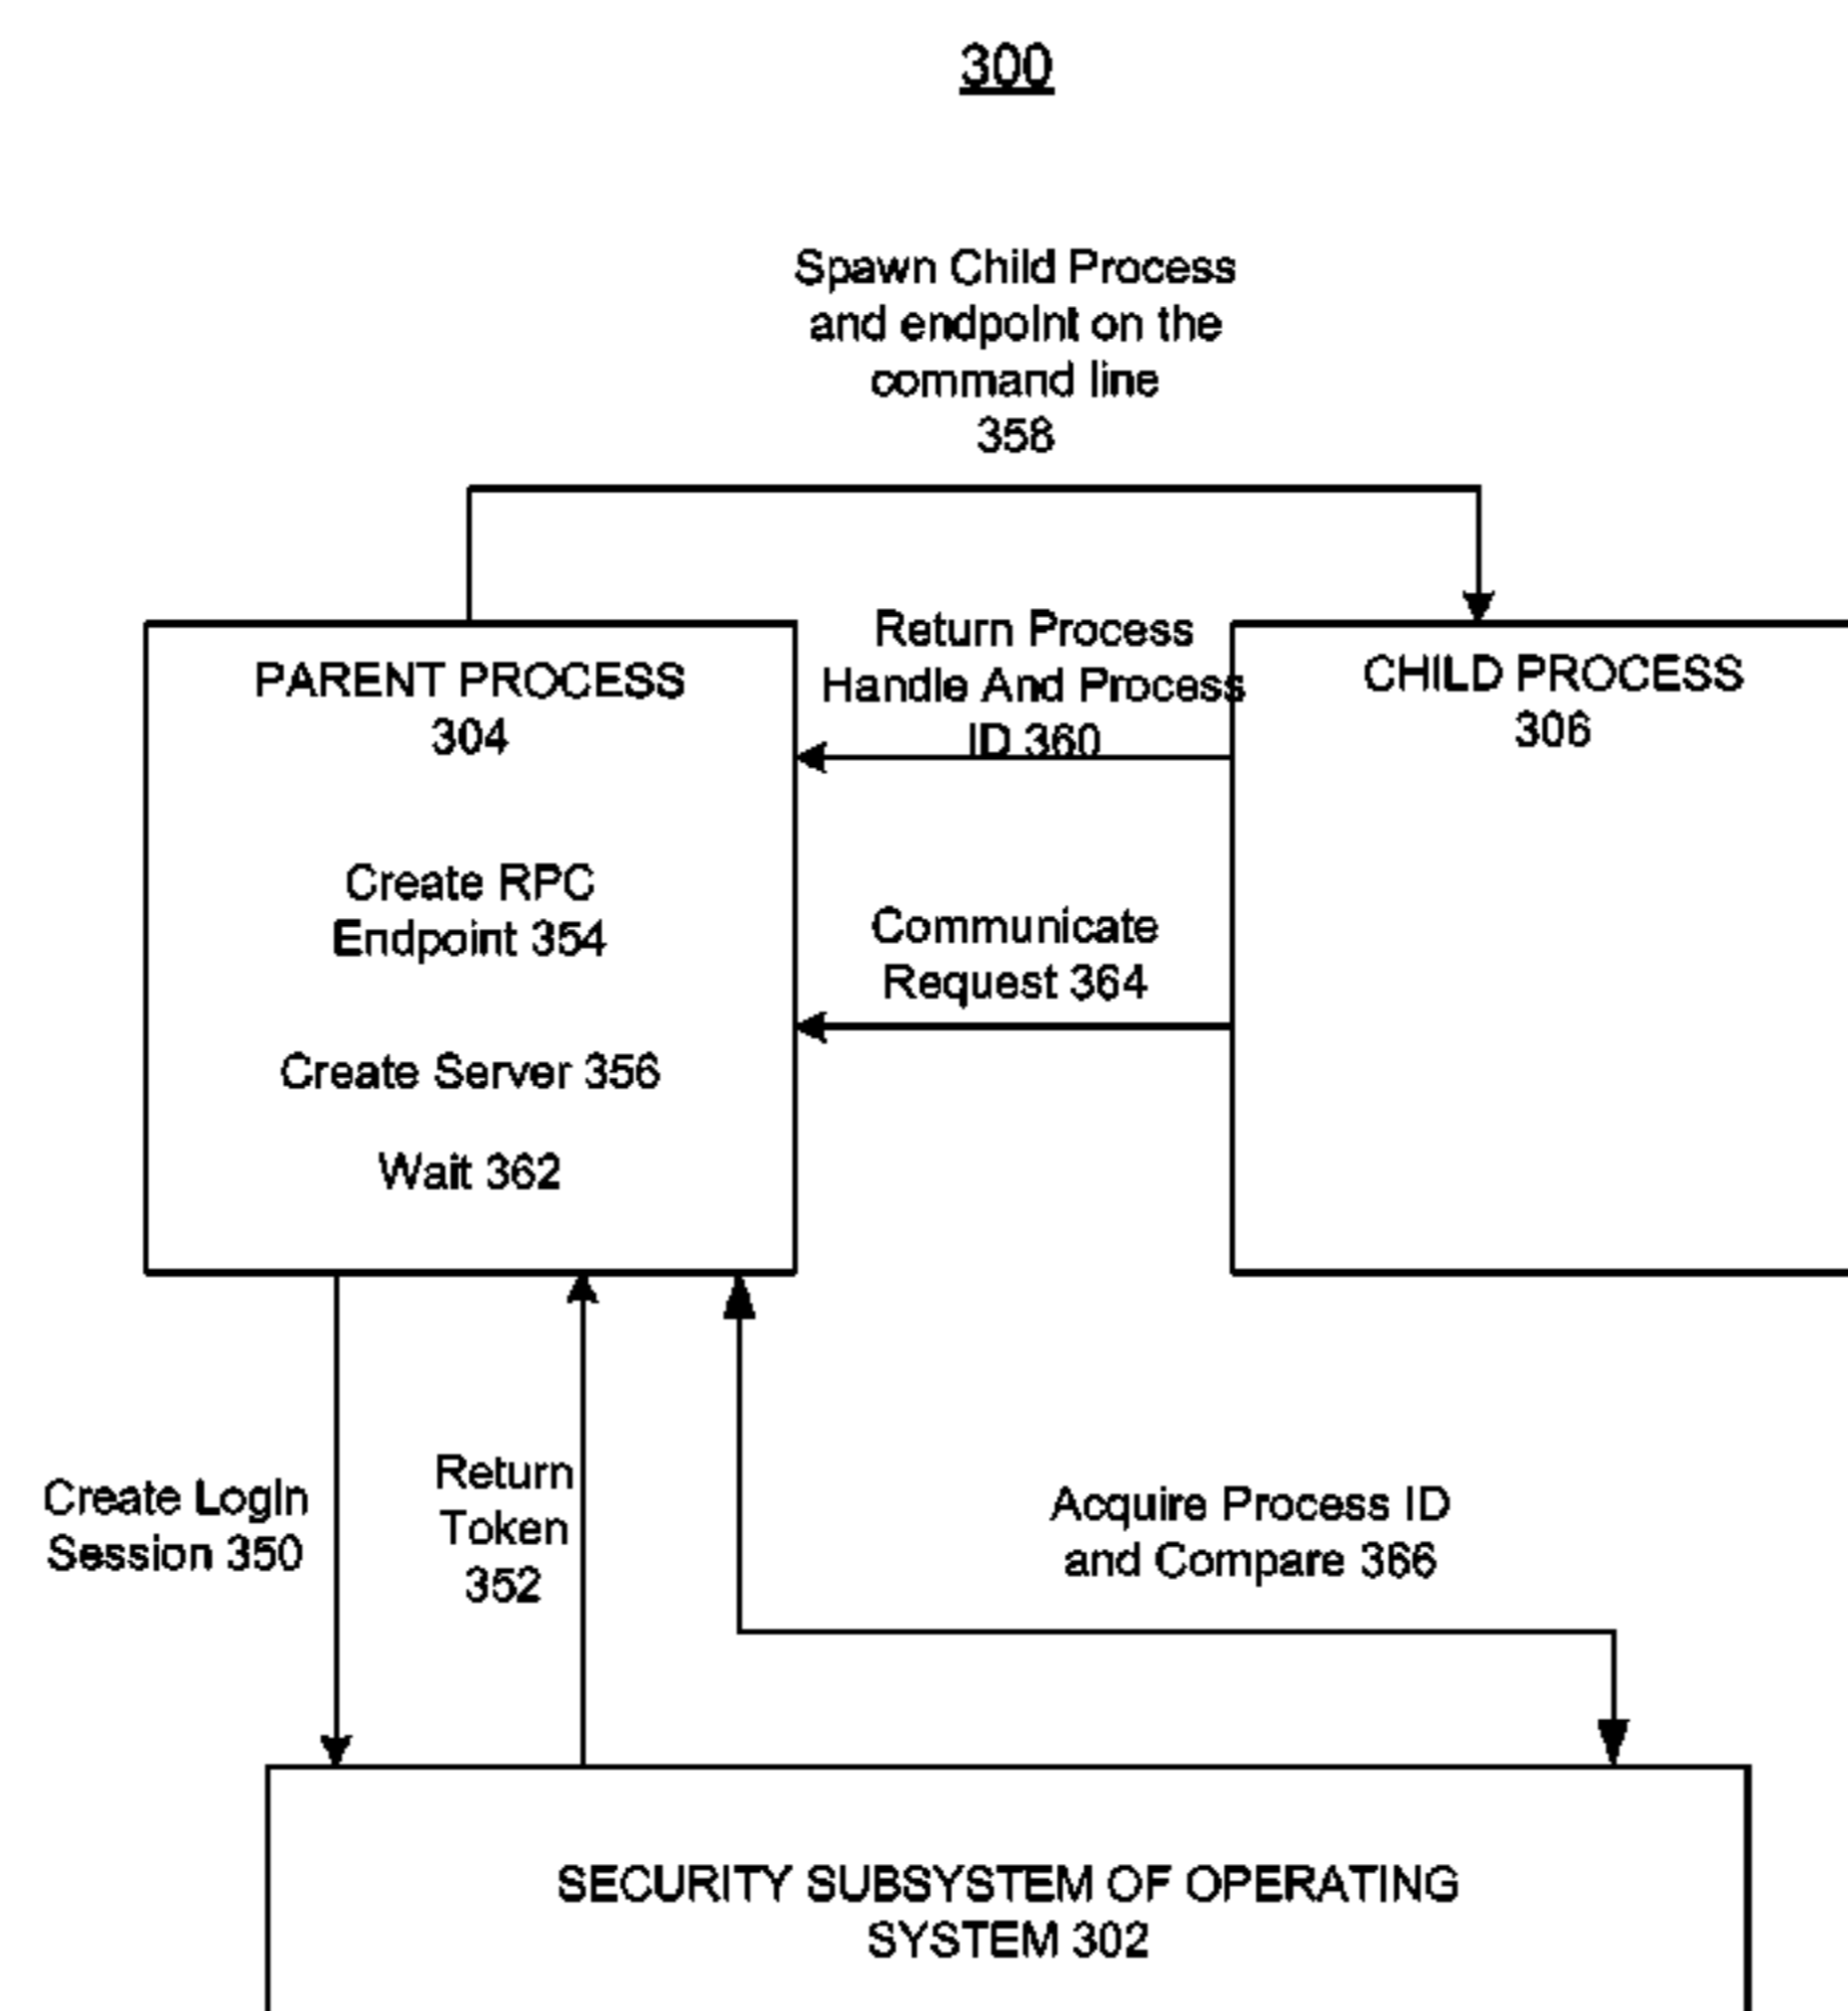 300
Spawn Child Process
and endpoint on the
command line
358
PARENT PROCESS
304
Create RPC
Endpoint 354
Create Server 356
Wait 362
Return Process
Handle And Process
ID 360
Communicate
Request 364
CHILD PROCESS
306
Create LogIn
Session 350
Return
Token
352
Acquire Process ID
and Compare 366
SECURITY SUBSYSTEM OF OPERATING
SYSTEM 302